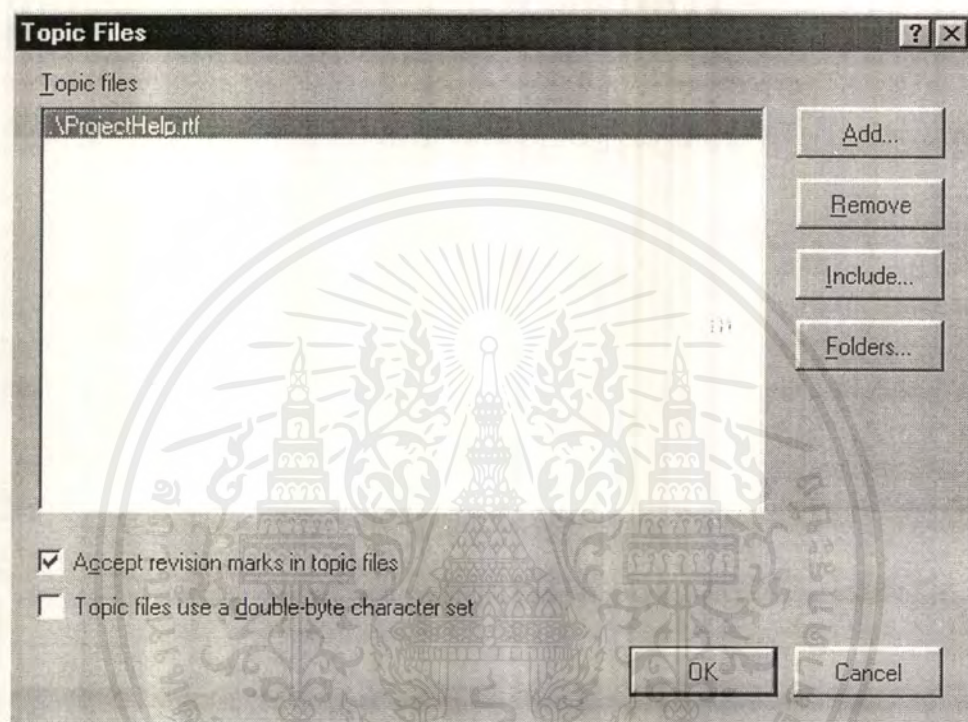 Topic Files
Topic files
.\ProjectHelp.rtf
Add...
Remove
Include...
Folders...
Accept revision marks in topic files
Topic files use a double-byte character set
OK
Cancel